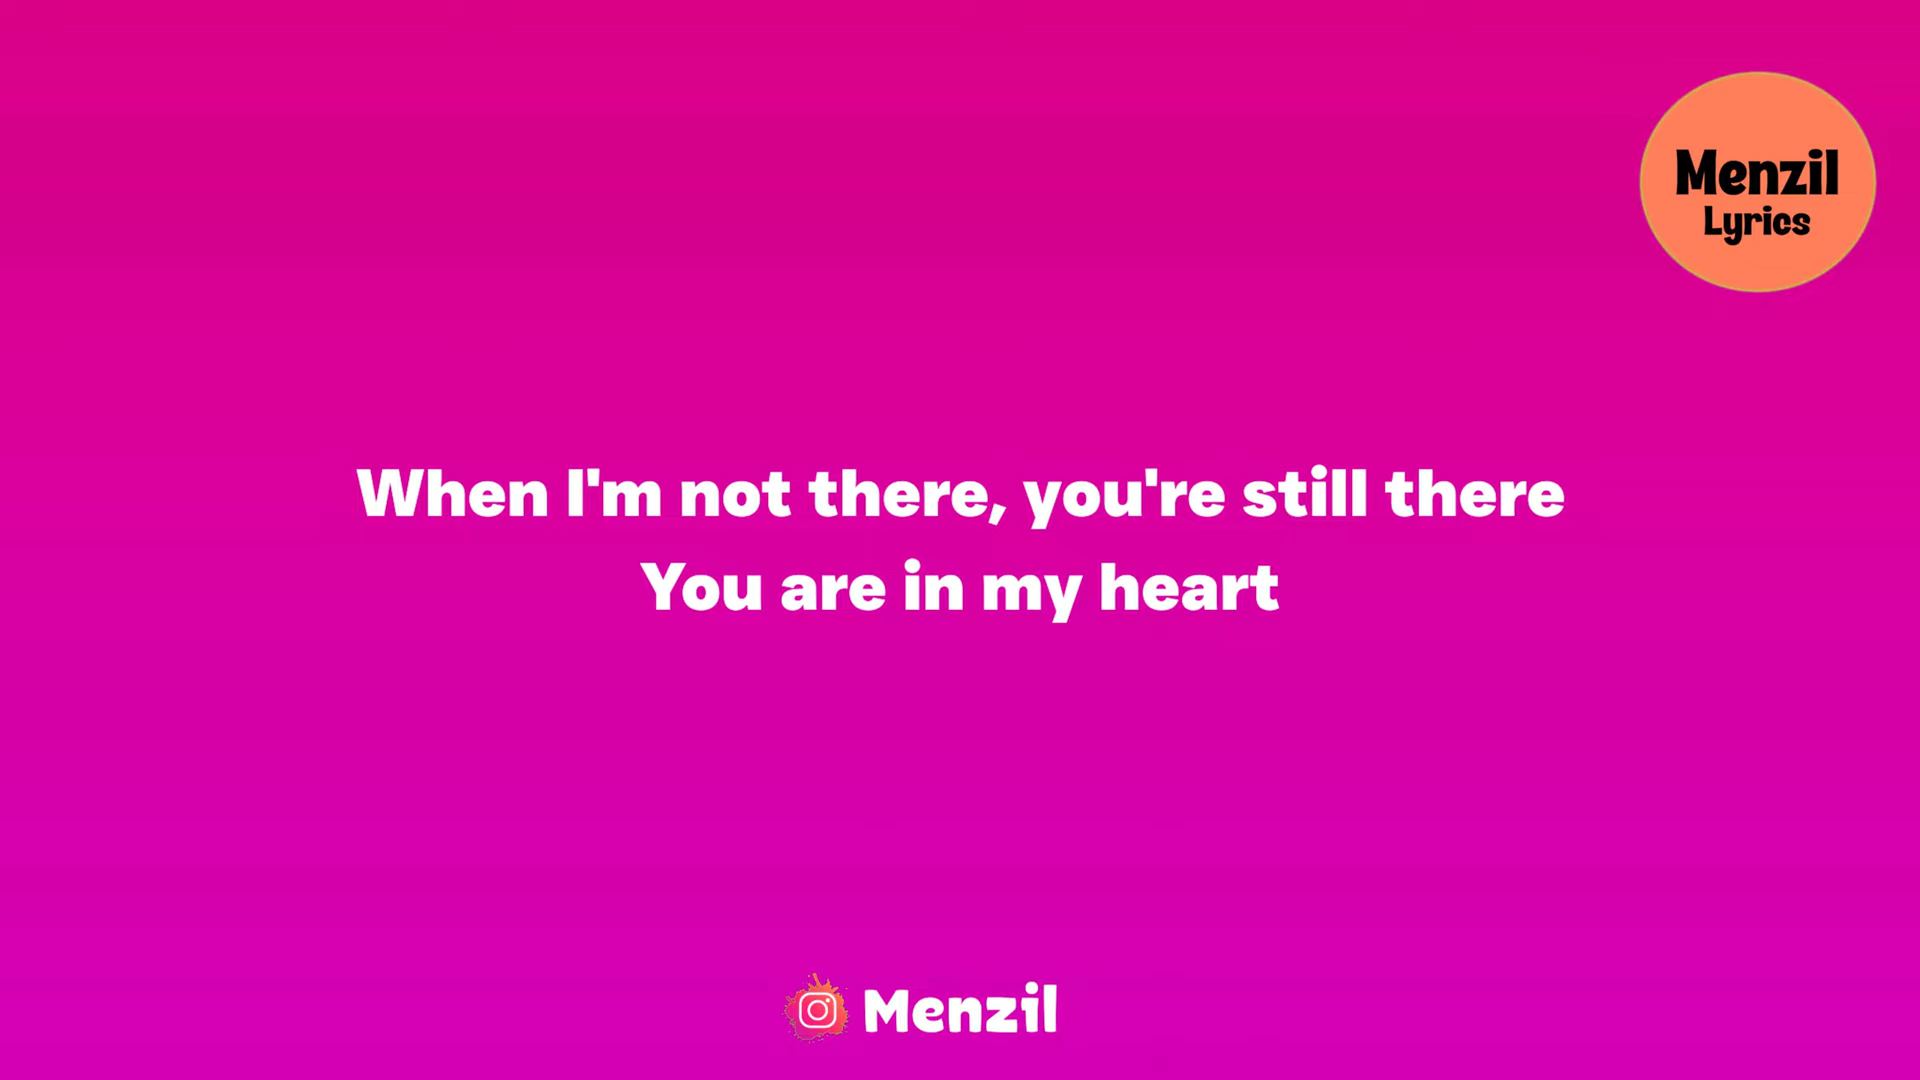 Menzil
Lyrics
When I'm not there, you're still there
You are in my heart
Menzil